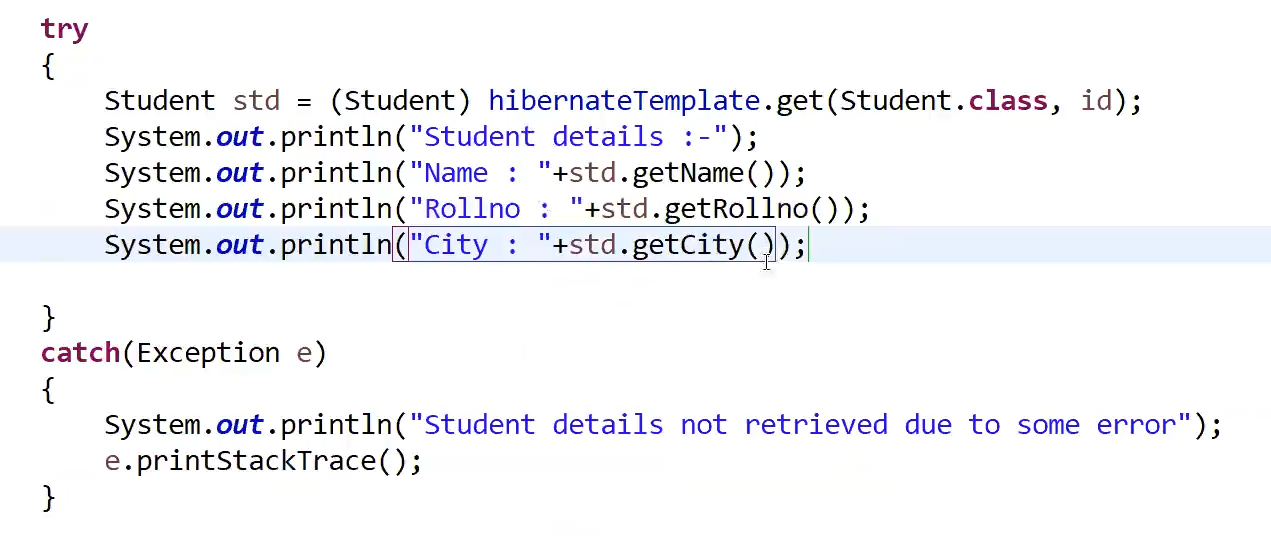 try
{
Student std = (Student) hibernateTemplate.get(Student.class, id);
System.out.println("Student details :-");
System.out.println("Name : "+std.getName());
System.out.println("Rollno : "+std.getRollno());
System.out.println("City : "+std.getCity());
}
catch(Exception e)
{
System.out.println("Student details not retrieved due to some error");
e.printStackTrace();
}